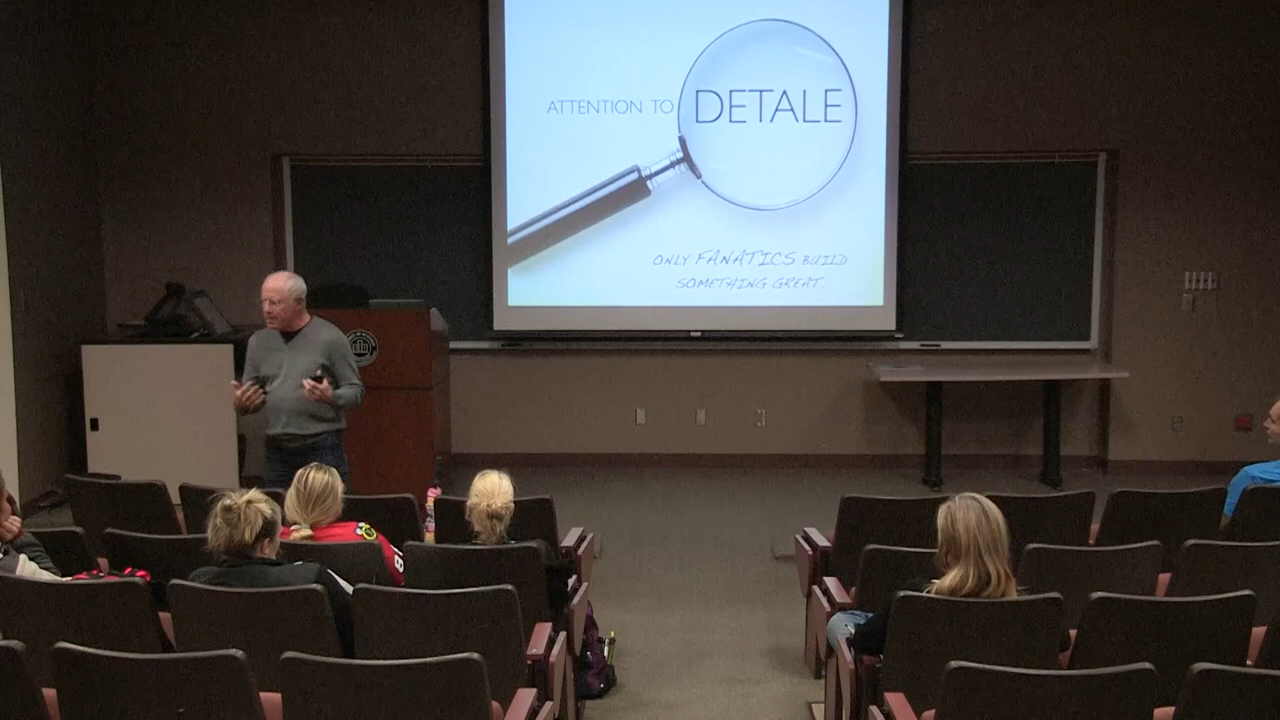 ATTENTION TO DETALE
ONLY FANATICS BUILD
SOMETHING GREAT.